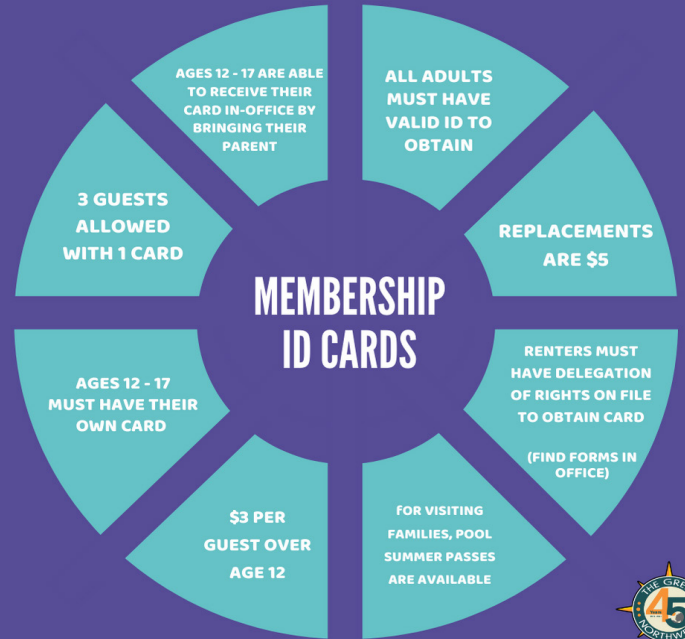 MEMBERSHIP
ID CARDS
ALL ADULTS
MUST HAVE
VALID ID TO
OBTAIN
REPLACEMENTS
ARE $5
RENTERS MUST
HAVE DELEGATION
OF RIGHTS ON FILE
TO OBTAIN CARD
(FIND FORMS IN
OFFICE)
FOR VISITING
FAMILIES, POOL
SUMMER PASSES
ARE AVAILABLE
$3 PER
GUEST OVER
AGE 12
AGES 12 - 17
MUST HAVE THEIR
OWN CARD
3 GUESTS
ALLOWED
WITH 1 CARD
AGES 12 - 17 ARE ABLE
TO RECEIVE THEIR
CARD IN-OFFICE BY
BRINGING THEIR
PARENT
THE
45